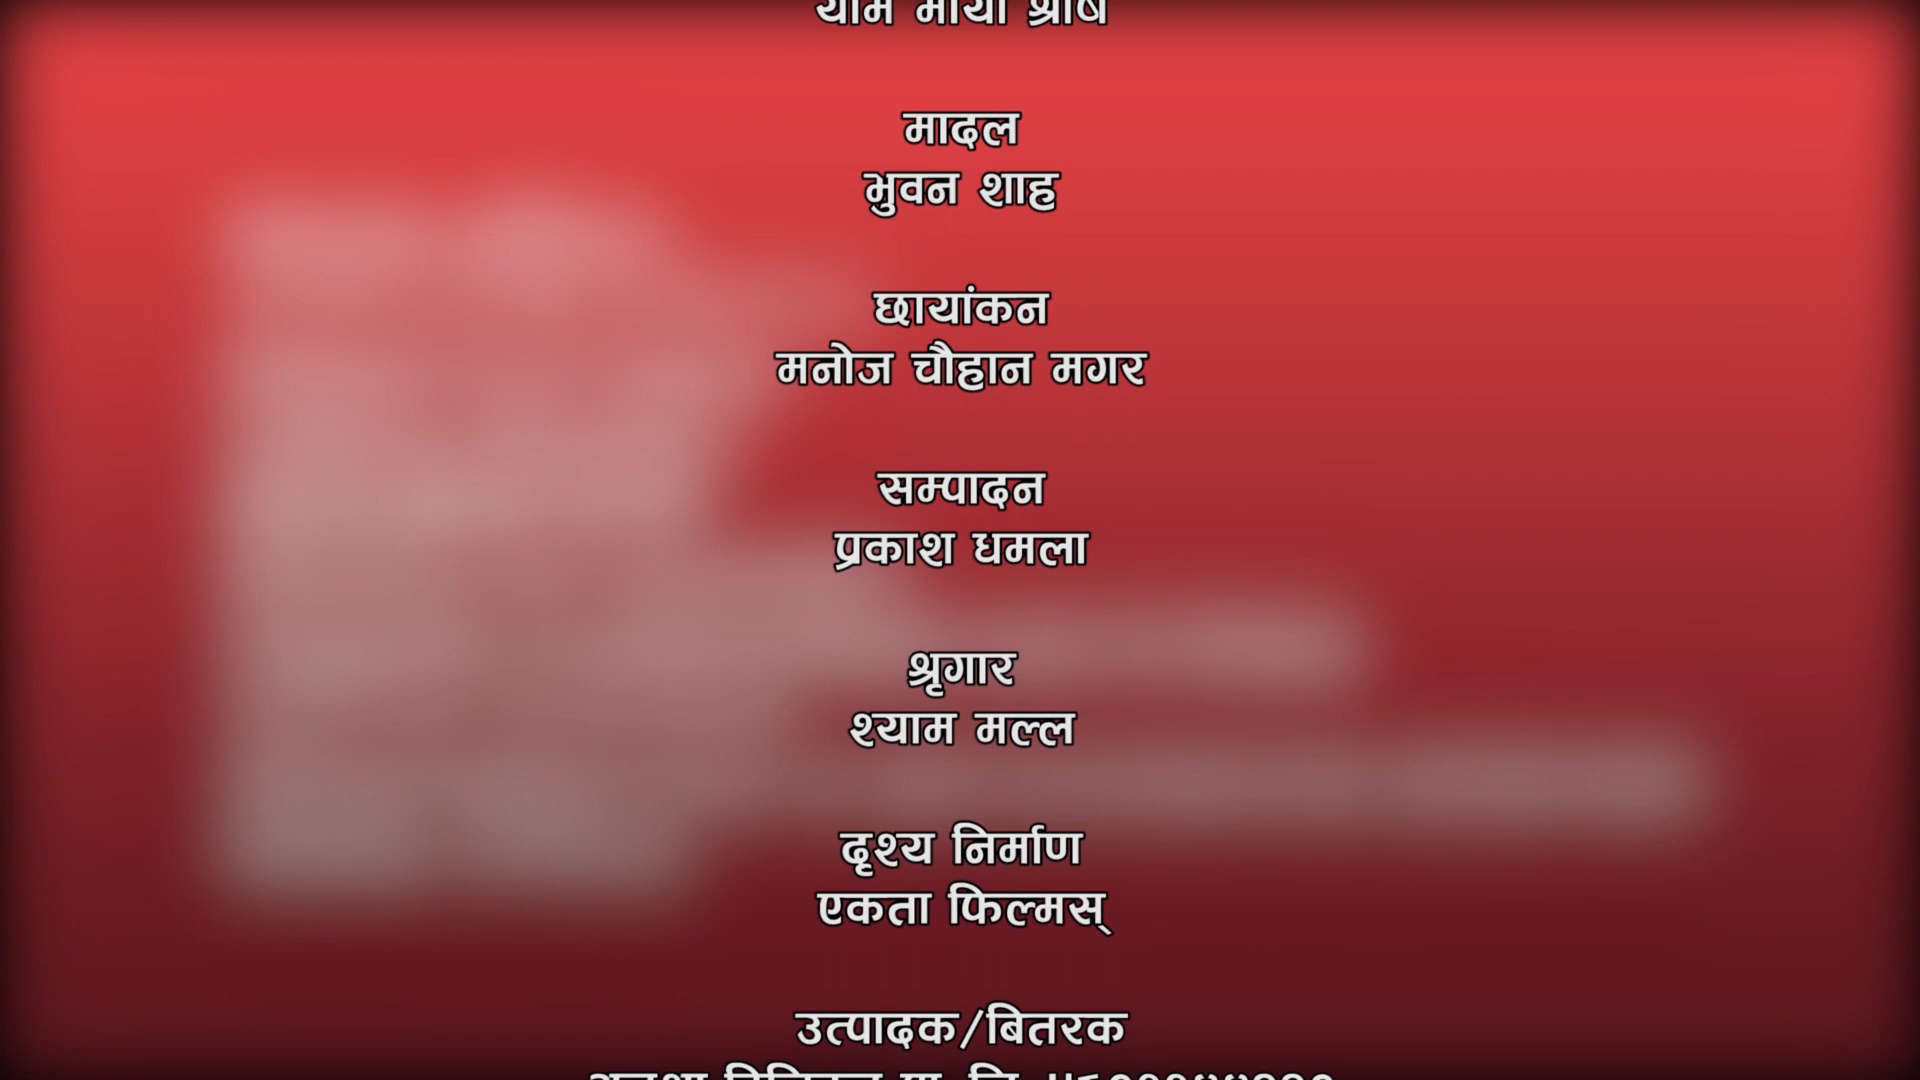 मादल
भुवन शाह
छायांकन
मनोज चौहान मगर
सम्पादन
प्रकाश धमला
श्रृगार
श्याम मल्ल
दृश्य निर्माण
एकता फिल्मस्
उत्पादक/बितरक